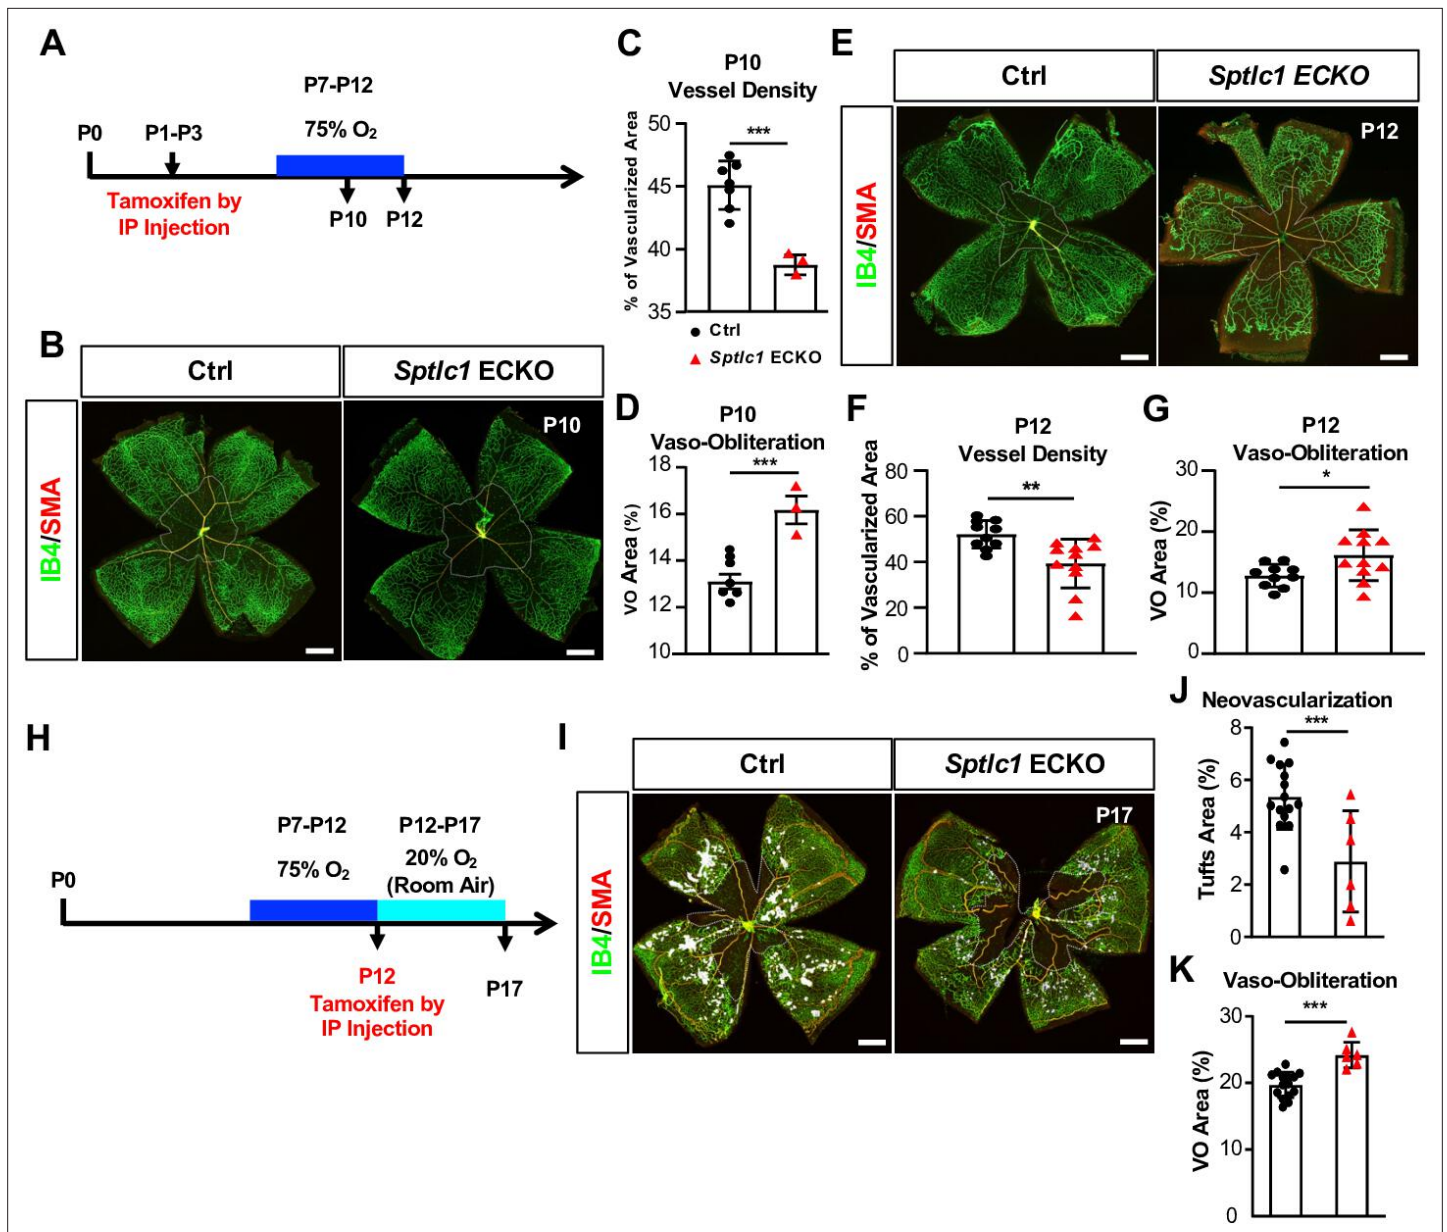 A
P7-P12
75% O₂
P0
P1-P3
Tamoxifen by
IP Injection
P10
P12
B
Ctrl
Sptlc1 ECKO
IB4/SMA
P10
C
P10
Vessel Density
***
% of Vascularized Area
50
45
40
35
Ctrl
Sptlc1 ECKO
D
P10
Vaso-Obliteration
***
VO Area (%)
18
16
14
12
10
E
Ctrl
Sptlc1 ECKO
IB4/SMA
P12
F
P12
Vessel Density
**
% of Vascularized Area
80
60
40
20
0
G
P12
Vaso-Obliteration
*
VO Area (%)
30
20
10
0
H
P7-P12
75% O₂
P12-P17
20% O₂
(Room Air)
P0
P12
Tamoxifen by
IP Injection
P17
I
Ctrl
Sptlc1 ECKO
IB4/SMA
P17
J
Neovascularization
***
Tufts Area (%)
8
6
4
2
0
K
Vaso-Obliteration
***
VO Area (%)
30
20
10
0